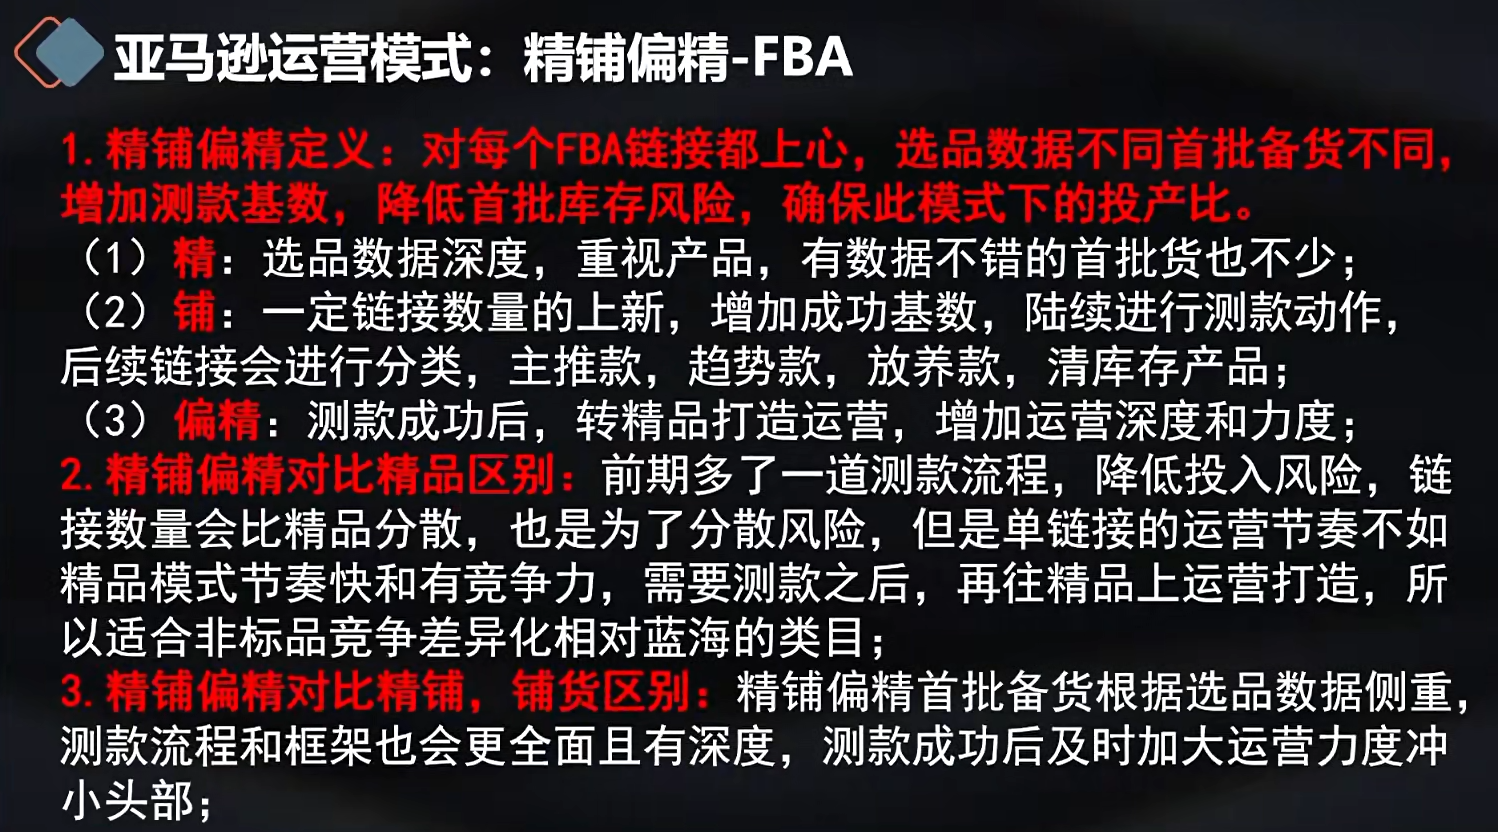 亚马逊运营模式：精铺偏精-FBA
1.精铺偏精定义：对每个FBA链接都上心，选品数据不同首批备货不同，
增加测款基数，降低首批库存风险，确保此模式下的投产比。
（1）精：选品数据深度，重视产品，有数据不错的首批货也不少；
（2）铺：一定链接数量的上新，增加成功基数，陆续进行测款动作，
后续链接会进行分类，主推款，趋势款，放养款，清库存产品；
（3）偏精：测款成功后，转精品打造运营，增加运营深度和力度；
2.精铺偏精对比精品区别：前期多了一道测款流程，降低投入风险，链
接数量会比精品分散，也是为了分散风险，但是单链接的运营节奏不如
精品模式节奏快和有竞争力，需要测款之后，再往精品上运营打造，所
以适合非标品竞争差异化相对蓝海的类目；
3.精铺偏精对比精铺，铺货区别：精铺偏精首批备货根据选品数据侧重，
测款流程和框架也会更全面且有深度，测款成功后及时加大运营力度冲
小头部；